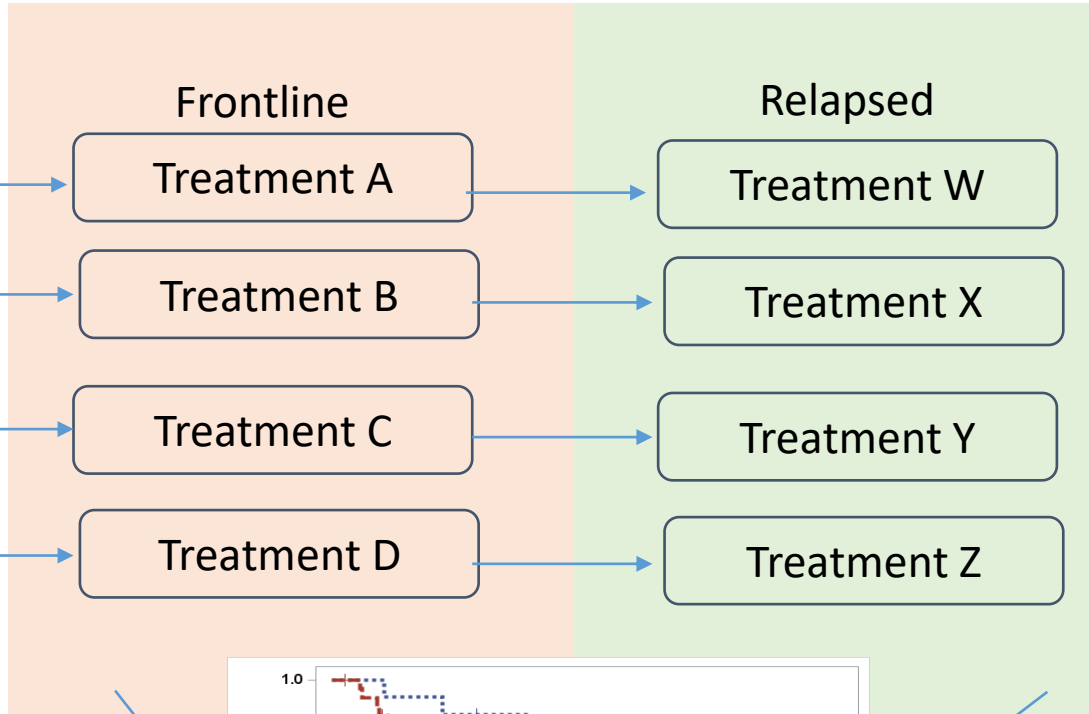 Frontline
Relapsed
Treatment A
Treatment W
Treatment B
Treatment X
Treatment C
Treatment Y
Treatment D
Treatment Z
1.0